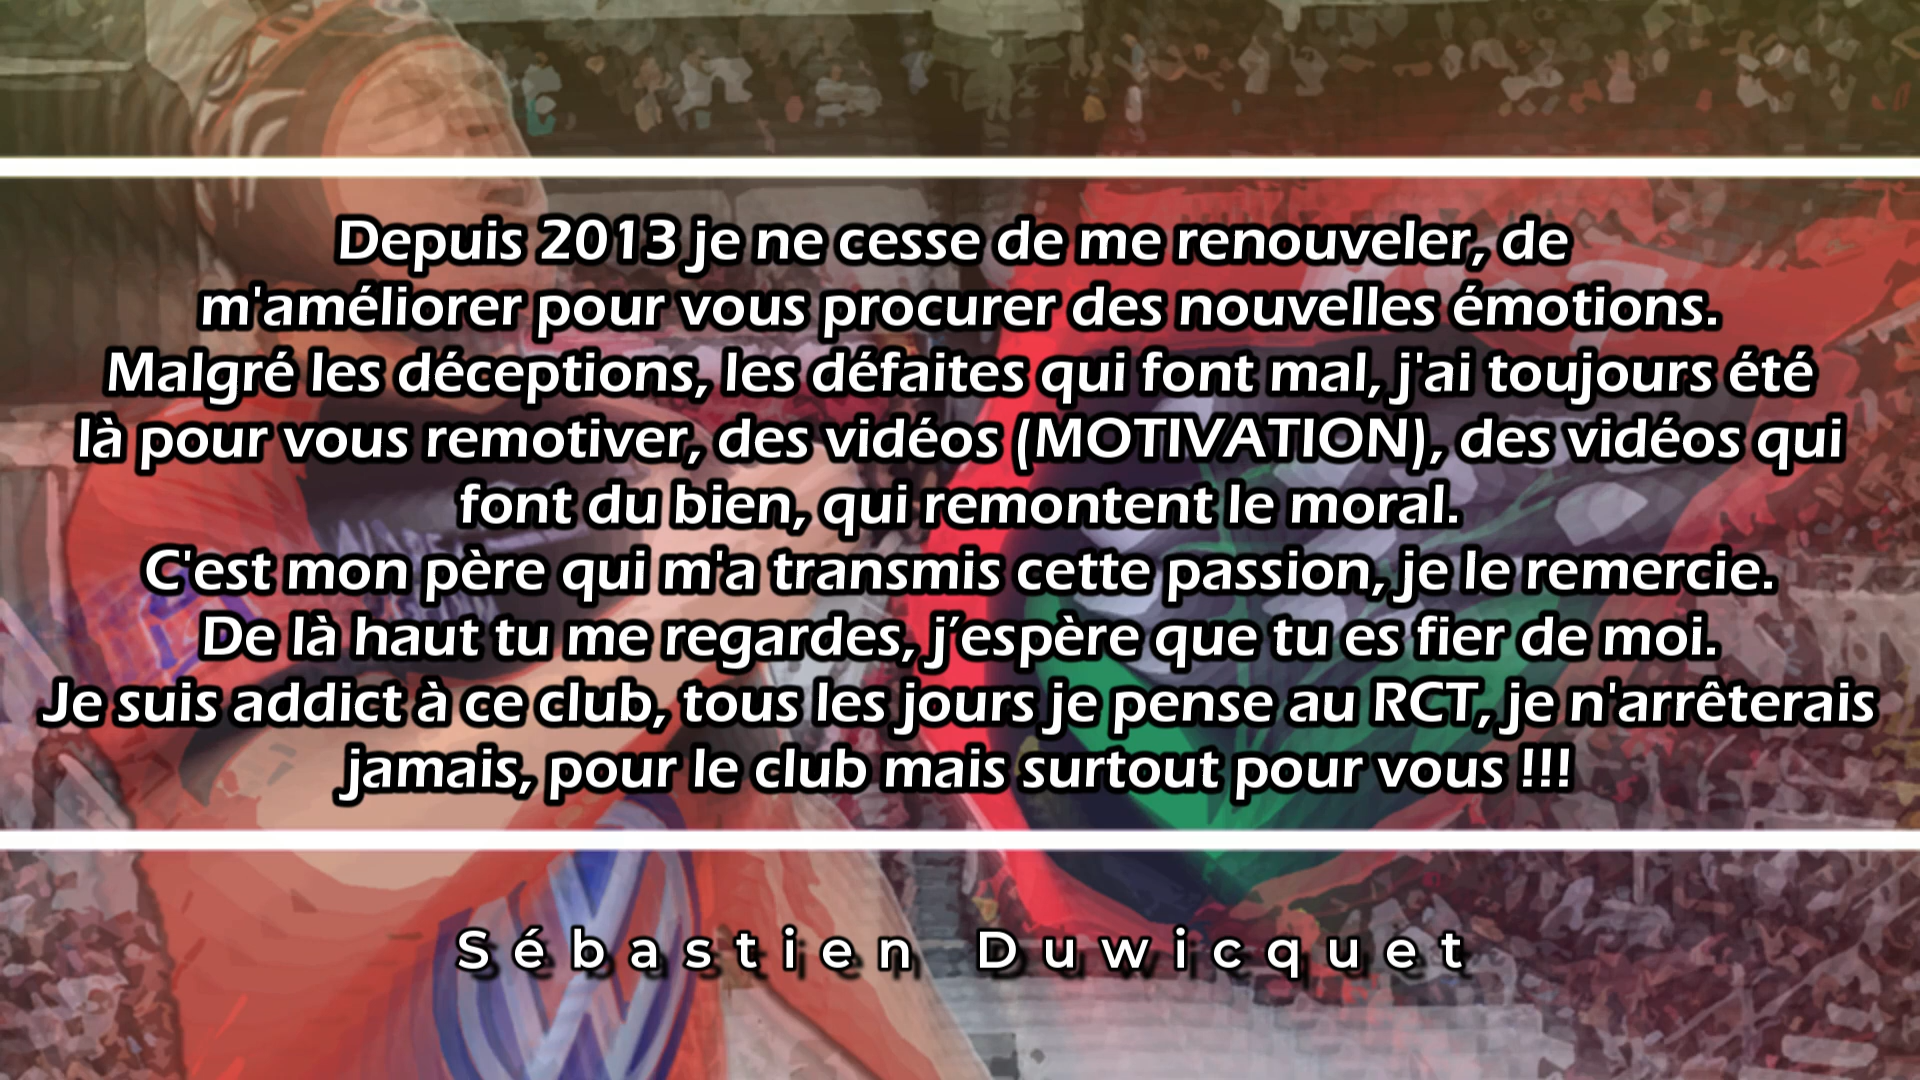 Depuis 2013 je ne cesse de me renouveler, de
m'améliorer pour vous procurer des nouvelles émotions.
Malgré les déceptions, les défaites qui font mal, j'ai toujours été
là pour vous remotiver, des vidéos (MOTIVATION), des vidéos qui
font du bien, qui remontent le moral.
C'est mon père qui m'a transmis cette passion, je le remercie.
De là haut tu me regardes, j’espère que tu es fier de moi.
Je suis addict à ce club, tous les jours je pense au RCT, je n'arrêterais
jamais, pour le club mais surtout pour vous !!!
Sébastien Duwicquet